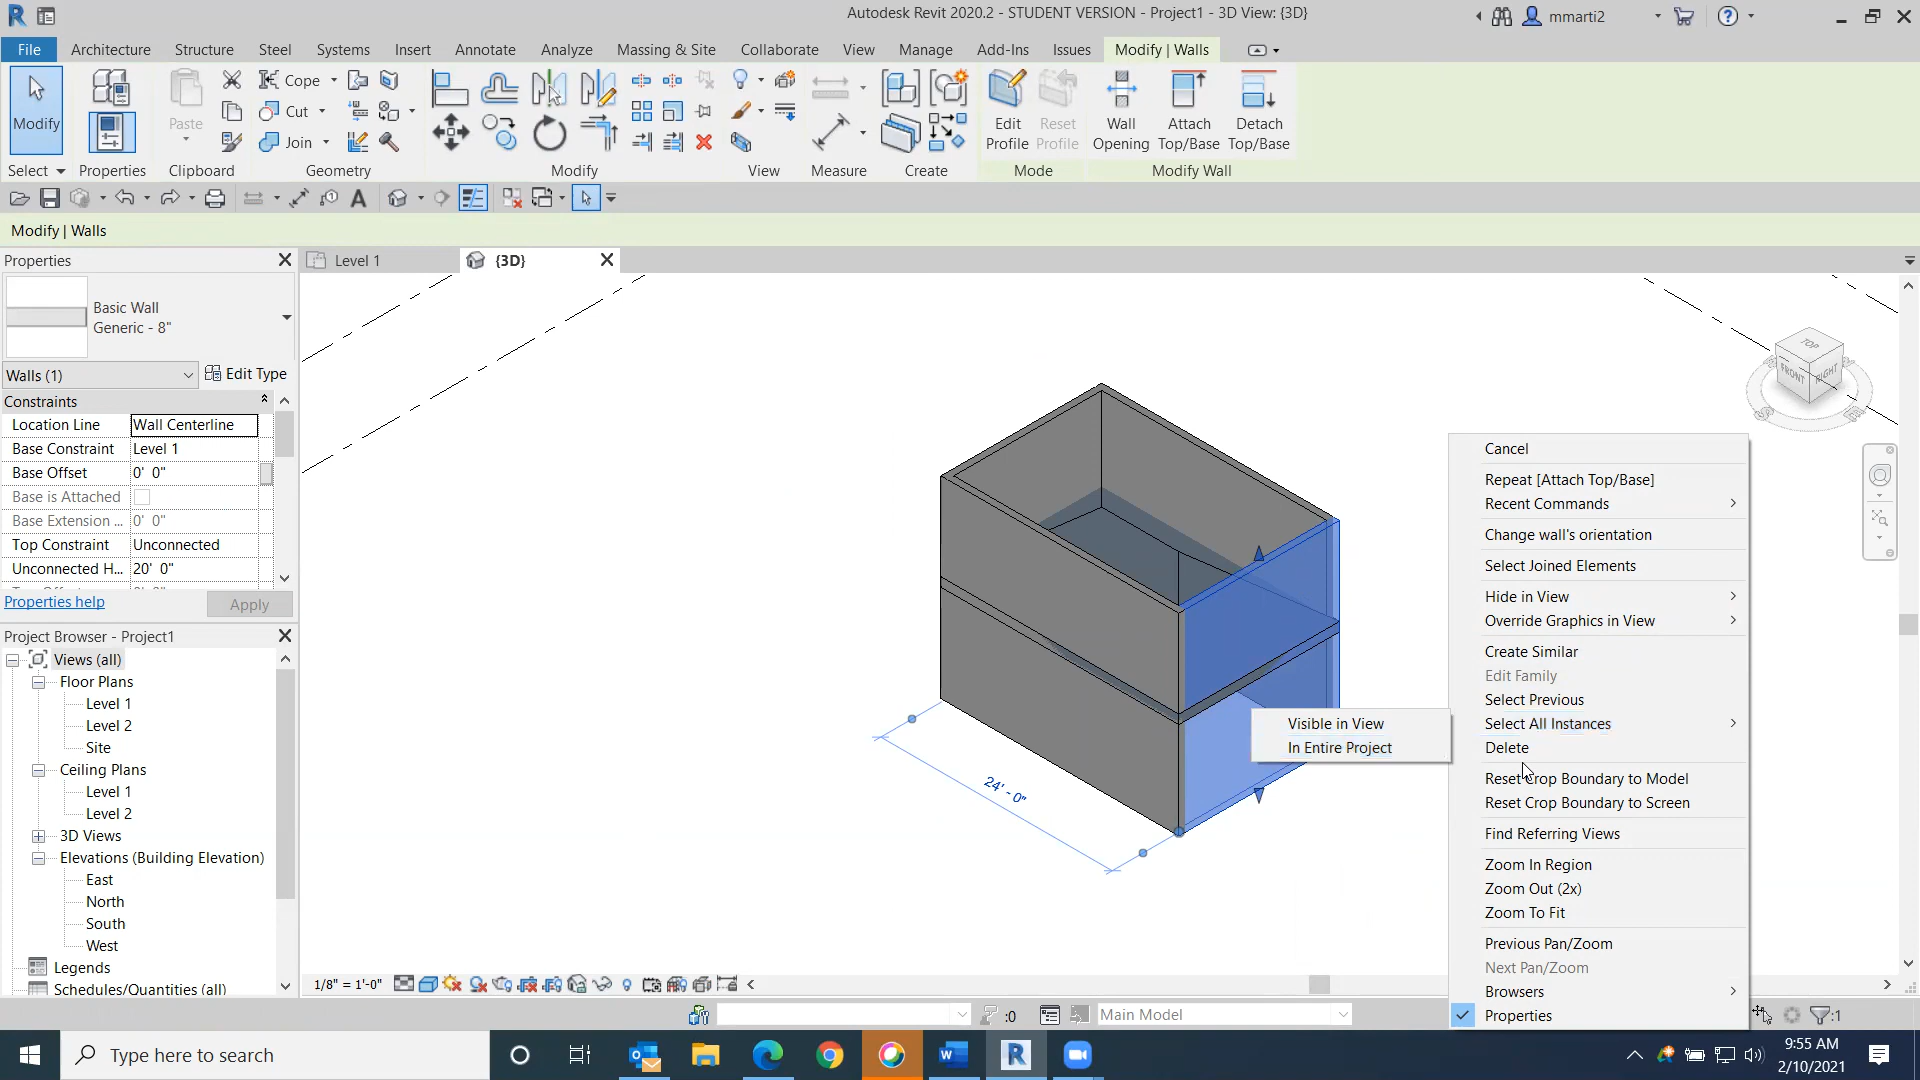 Autodesk Revit 2020.2 - STUDENT VERSION - Project1 - 3D View: {3D}
mmarti2
File
Architecture
Structure
Steel
Systems
Insert
Annotate
Analyze
Massing & Site
Collaborate
View
Manage
Add-Ins
Issues
Modify | Walls
Modify
Paste
Cope
Cut
Join
Edit Profile
Reset Profile
Wall Opening
Attach Top/Base
Detach Top/Base
Select
Properties
Clipboard
Geometry
Modify
View
Measure
Create
Mode
Modify Wall
Modify | Walls
Properties
Basic Wall
Generic - 8"
Walls (1)
Edit Type
Constraints
Location Line
Wall Centerline
Base Constraint
Level 1
Base Offset
0' 0"
Base is Attached
Base Extension ...
0' 0"
Top Constraint
Unconnected
Unconnected H...
20' 0"
Properties help
Apply
Project Browser - Project1
Views (all)
Floor Plans
Level 1
Level 2
Site
Ceiling Plans
Level 1
Level 2
3D Views
Elevations (Building Elevation)
East
North
South
West
Legends
Schedules/Quantities (all)
Level 1
{3D}
TOP
FRONT
RIGHT
24' - 0"
Visible in View
In Entire Project
Cancel
Repeat [Attach Top/Base]
Recent Commands
Change wall's orientation
Select Joined Elements
Hide in View
Override Graphics in View
Create Similar
Edit Family
Select Previous
Select All Instances
Delete
Reset Crop Boundary to Model
Reset Crop Boundary to Screen
Find Referring Views
Zoom In Region
Zoom Out (2x)
Zoom To Fit
Previous Pan/Zoom
Next Pan/Zoom
Browsers
Properties
1/8" = 1'-0"
:0
Main Model
:1
Type here to search
9:55 AM
2/10/2021